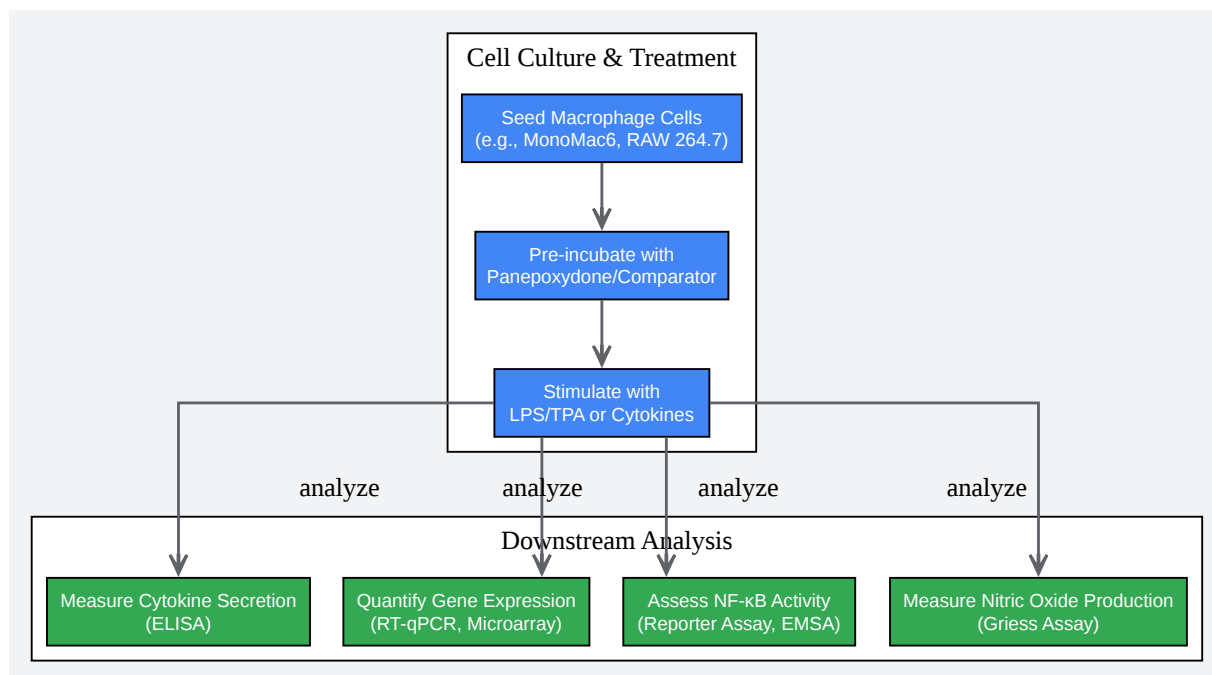 Cell Culture & Treatment
Seed Macrophage Cells
(e.g., MonoMac6, RAW 264.7)
Pre-incubate with
Panepoxydone/Comparator
Stimulate with
LPS/TPA or Cytokines
analyze
analyze
analyze
analyze
Downstream Analysis
Measure Cytokine Secretion
(ELISA)
Quantify Gene Expression
(RT-qPCR, Microarray)
Assess NF-κB Activity
(Reporter Assay, EMSA)
Measure Nitric Oxide Production
(Griess Assay)